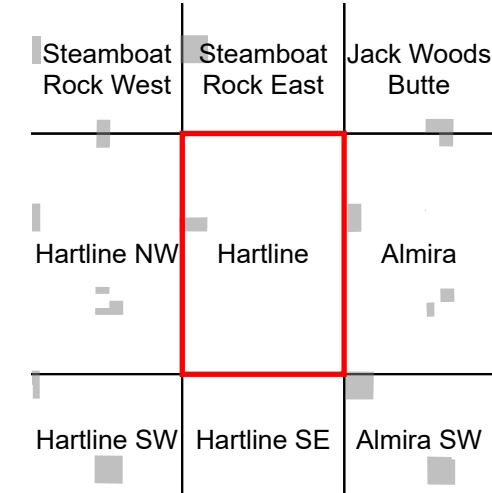 Steamboat Rock West
Steamboat Rock East
Jack Woods Butte
Hartline NW
Hartline
Almira
Hartline SW
Hartline SE
Almira SW